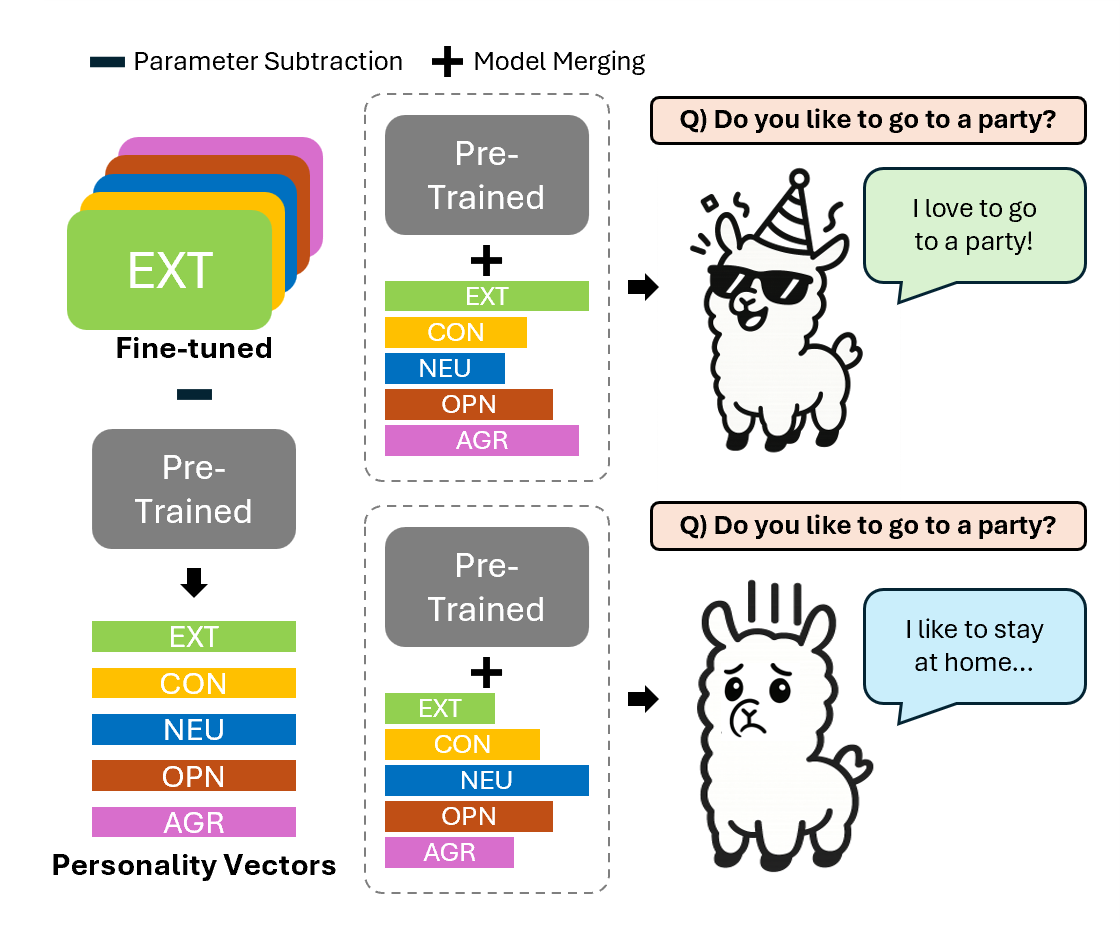 Parameter Subtraction
Model Merging
EXT
Fine-tuned
Pre-
Trained
EXT
CON
NEU
OPN
AGR
Personality Vectors
Pre-
Trained
EXT
CON
NEU
OPN
AGR
Q) Do you like to go to a party?
I love to go
to a party!
Pre-
Trained
EXT
CON
NEU
OPN
AGR
Q) Do you like to go to a party?
I like to stay
at home...